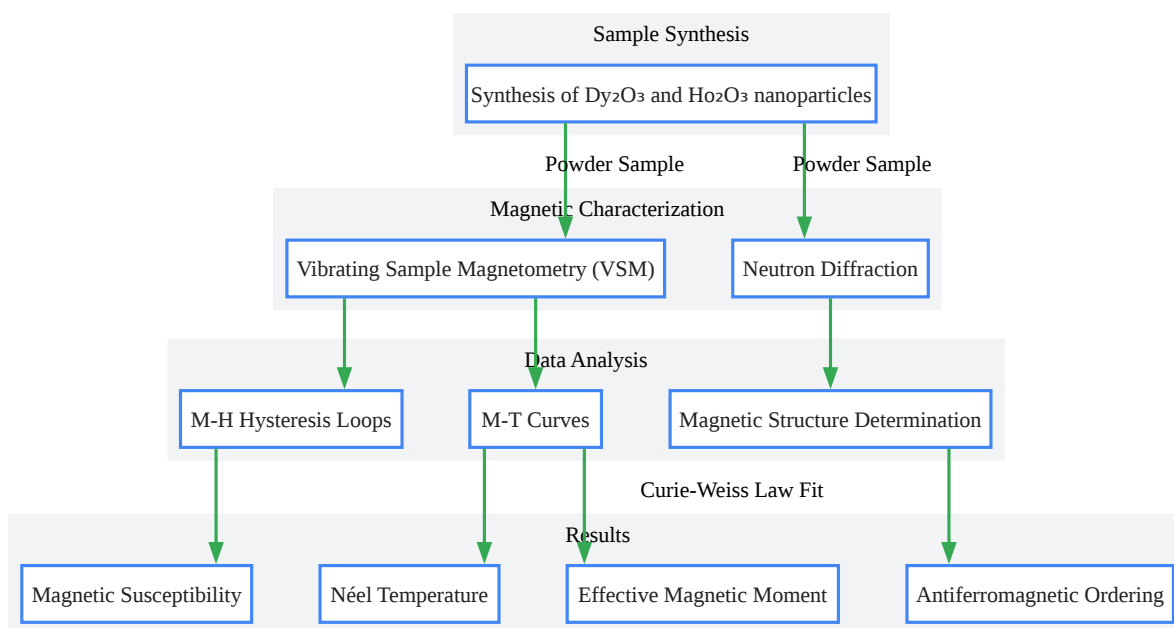 Sample Synthesis
Synthesis of Dy₂O₃ and Ho₂O₃ nanoparticles
Powder Sample
Powder Sample
Magnetic Characterization
Vibrating Sample Magnetometry (VSM)
Neutron Diffraction
Data Analysis
M-H Hysteresis Loops
M-T Curves
Magnetic Structure Determination
Curie-Weiss Law Fit
Results
Magnetic Susceptibility
Néel Temperature
Effective Magnetic Moment
Antiferromagnetic Ordering